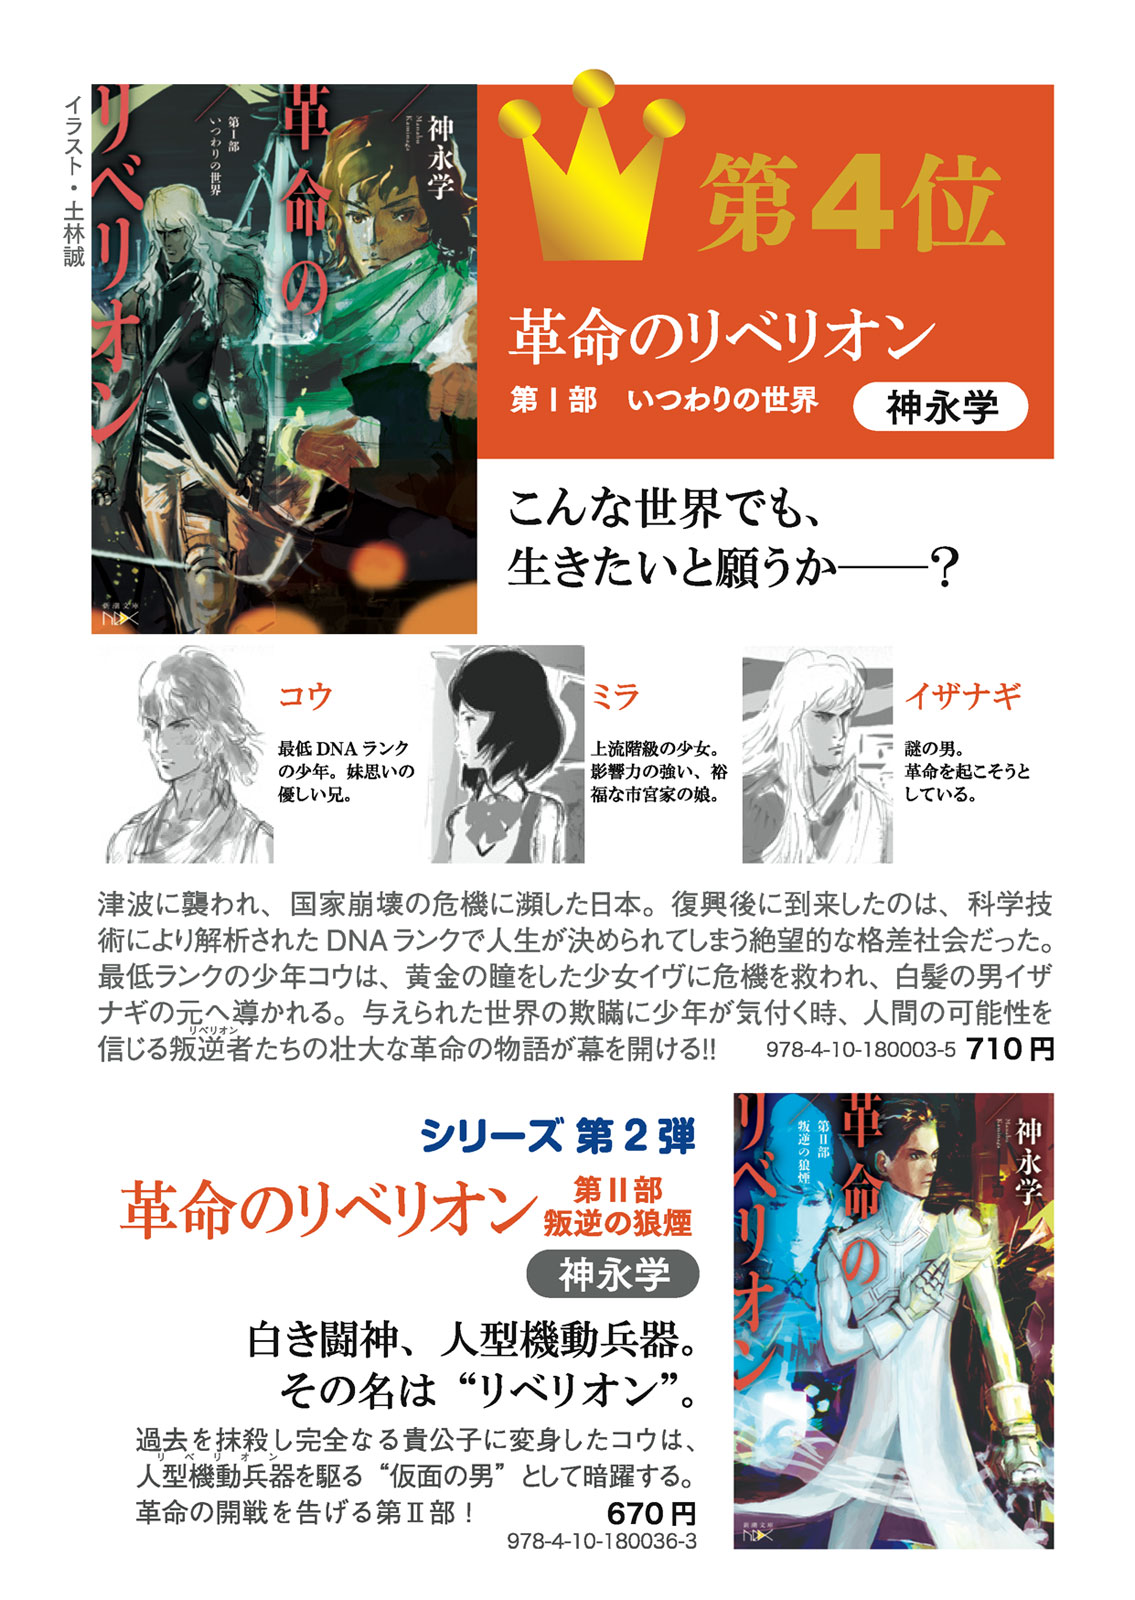 イラスト・土林誠
革命の
リベリオン
第Ⅰ部
いつわりの世界
神永学
Manabu
Kaminaga
新潮文庫
nex
第4位
革命のリベリオン
第Ⅰ部　いつわりの世界
神永学
こんな世界でも、
生きたいと願うか――？
コウ
最低DNAランク
の少年。妹思いの
優しい兄。
ミラ
上流階級の少女。
影響力の強い、裕
福な市宮家の娘。
イザナギ
謎の男。
革命を起こそうと
している。
津波に襲われ、国家崩壊の危機に瀕した日本。復興後に到来したのは、科学技
術により解析されたDNAランクで人生が決められてしまう絶望的な格差社会だった。
最低ランクの少年コウは、黄金の瞳をした少女イヴに危機を救われ、白髪の男イザ
ナギの元へ導かれる。与えられた世界の欺瞞に少年が気付く時、人間の可能性を
リベリオン
信じる叛逆者たちの壮大な革命の物語が幕を開ける!!　978-4-10-180003-5 710円
シリーズ 第2弾
革命のリベリオン
第Ⅱ部
叛逆の狼煙
神永学
白き闘神、人型機動兵器。
その名は“リベリオン”。
過去を抹殺し完全なる貴公子に変身したコウは、
リベリオン
人型機動兵器を駆る“仮面の男”として暗躍する。
革命の開戦を告げる第Ⅱ部！　670円
978-4-10-180036-3
革命の
リベリオン
第Ⅱ部
叛逆の狼煙
神永学
Manabu
Kaminaga
新潮文庫
nex